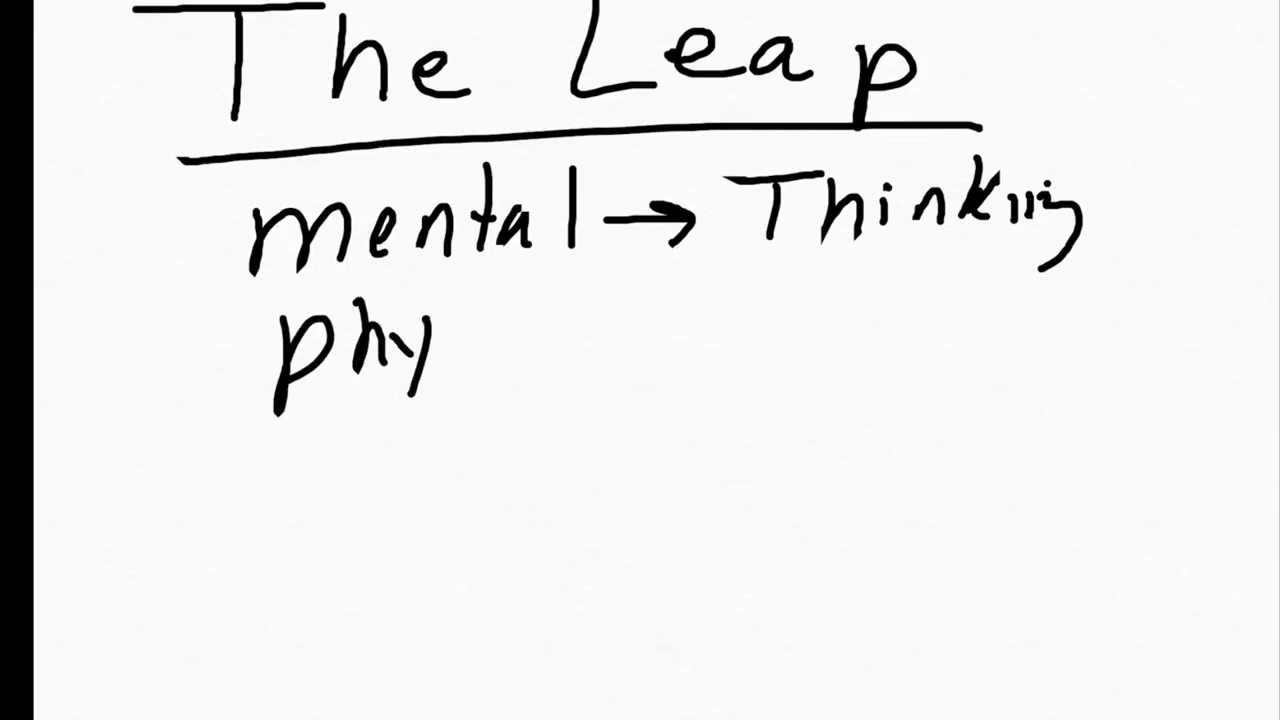 The Leap
mental → Thinking
phy